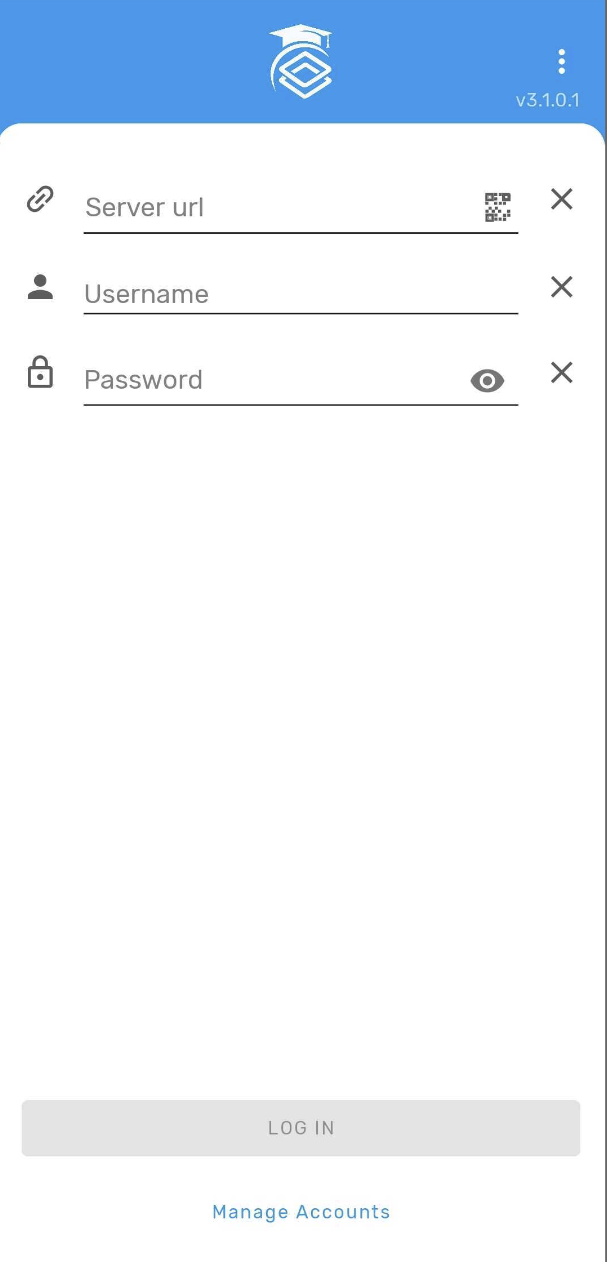 v3.1.0.1
Server url
Username
Password
LOG IN
Manage Accounts